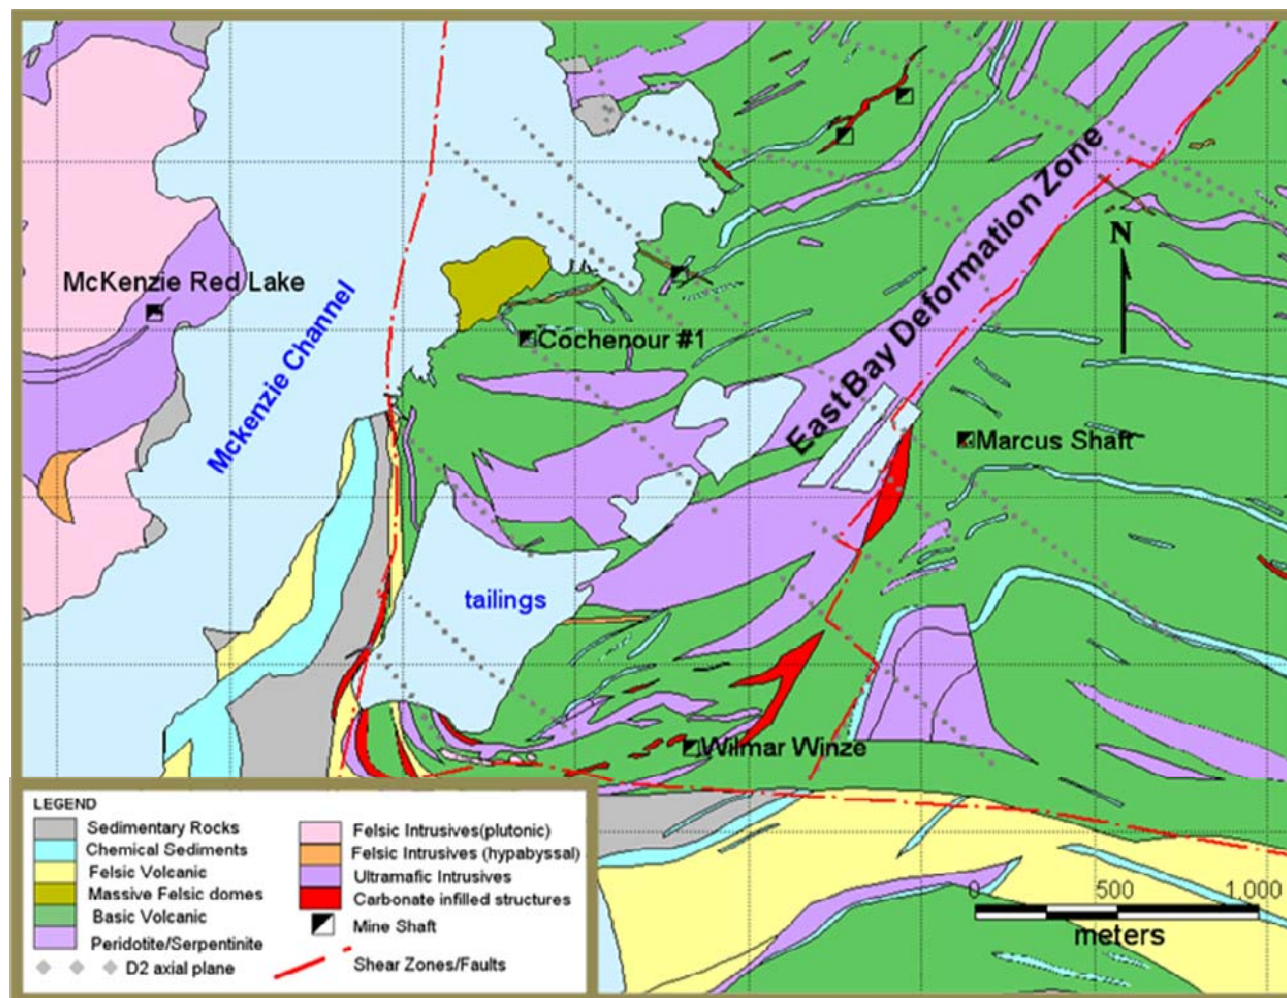 N
McKenzie Red Lake
Mckenzie Channel
Cochenour #1
East Bay Deformation Zone
Marcus Shaft
tailings
Wilmar Winze
LEGEND
Sedimentary Rocks
Chemical Sediments
Felsic Volcanic
Massive Felsic domes
Basic Volcanic
Peridotite/Serpentinite
D2 axial plane
Felsic Intrusives(plutonic)
Felsic Intrusives (hypabyssal)
Ultramafic Intrusives
Carbonate infilled structures
Mine Shaft
Shear Zones/Faults
0 500 1,000
meters